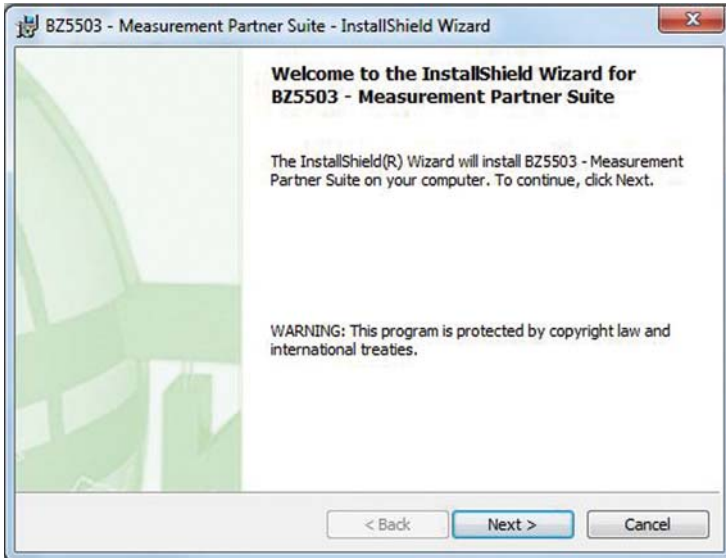 BZ5503 - Measurement Partner Suite - InstallShield Wizard
Welcome to the InstallShield Wizard for
BZ5503 - Measurement Partner Suite
The InstallShield(R) Wizard will install BZ5503 - Measurement
Partner Suite on your computer. To continue, click Next.
WARNING: This program is protected by copyright law and
international treaties.
< Back
Next >
Cancel